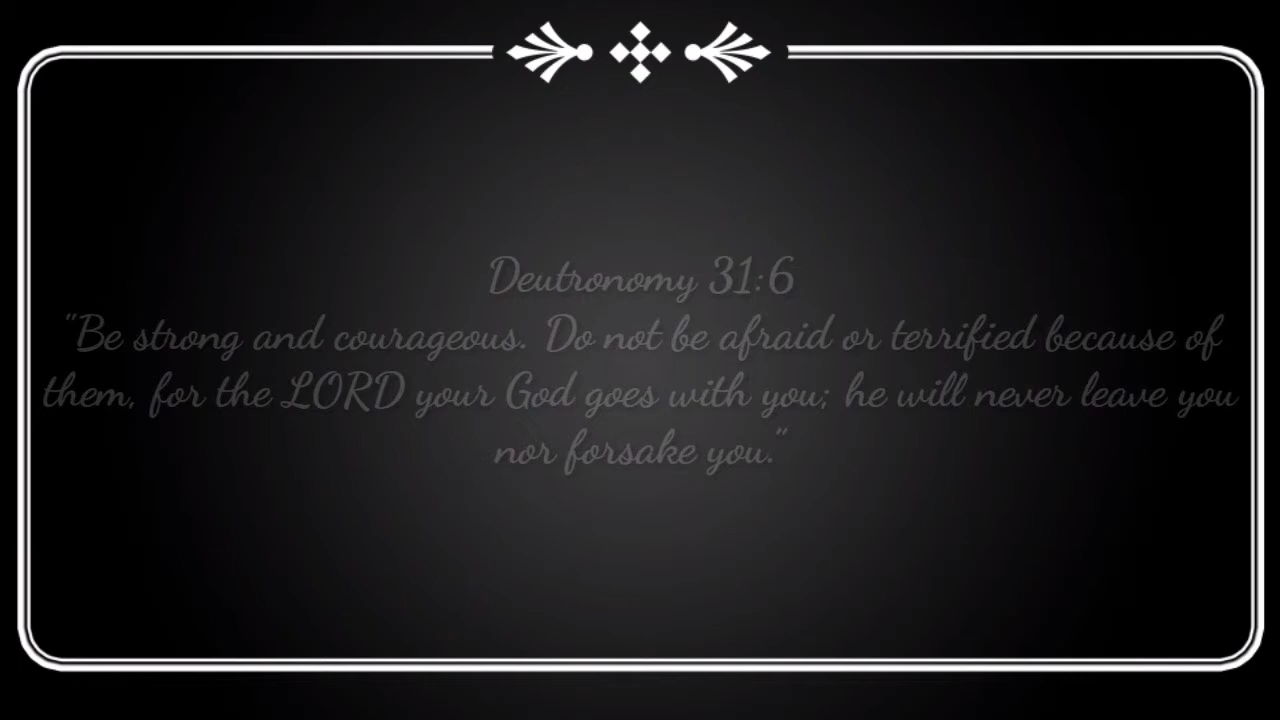 Deutronomy 31:6
"Be strong and courageous. Do not be afraid or terrified because of
them, for the LORD your God goes with you; he will never leave you
nor forsake you."